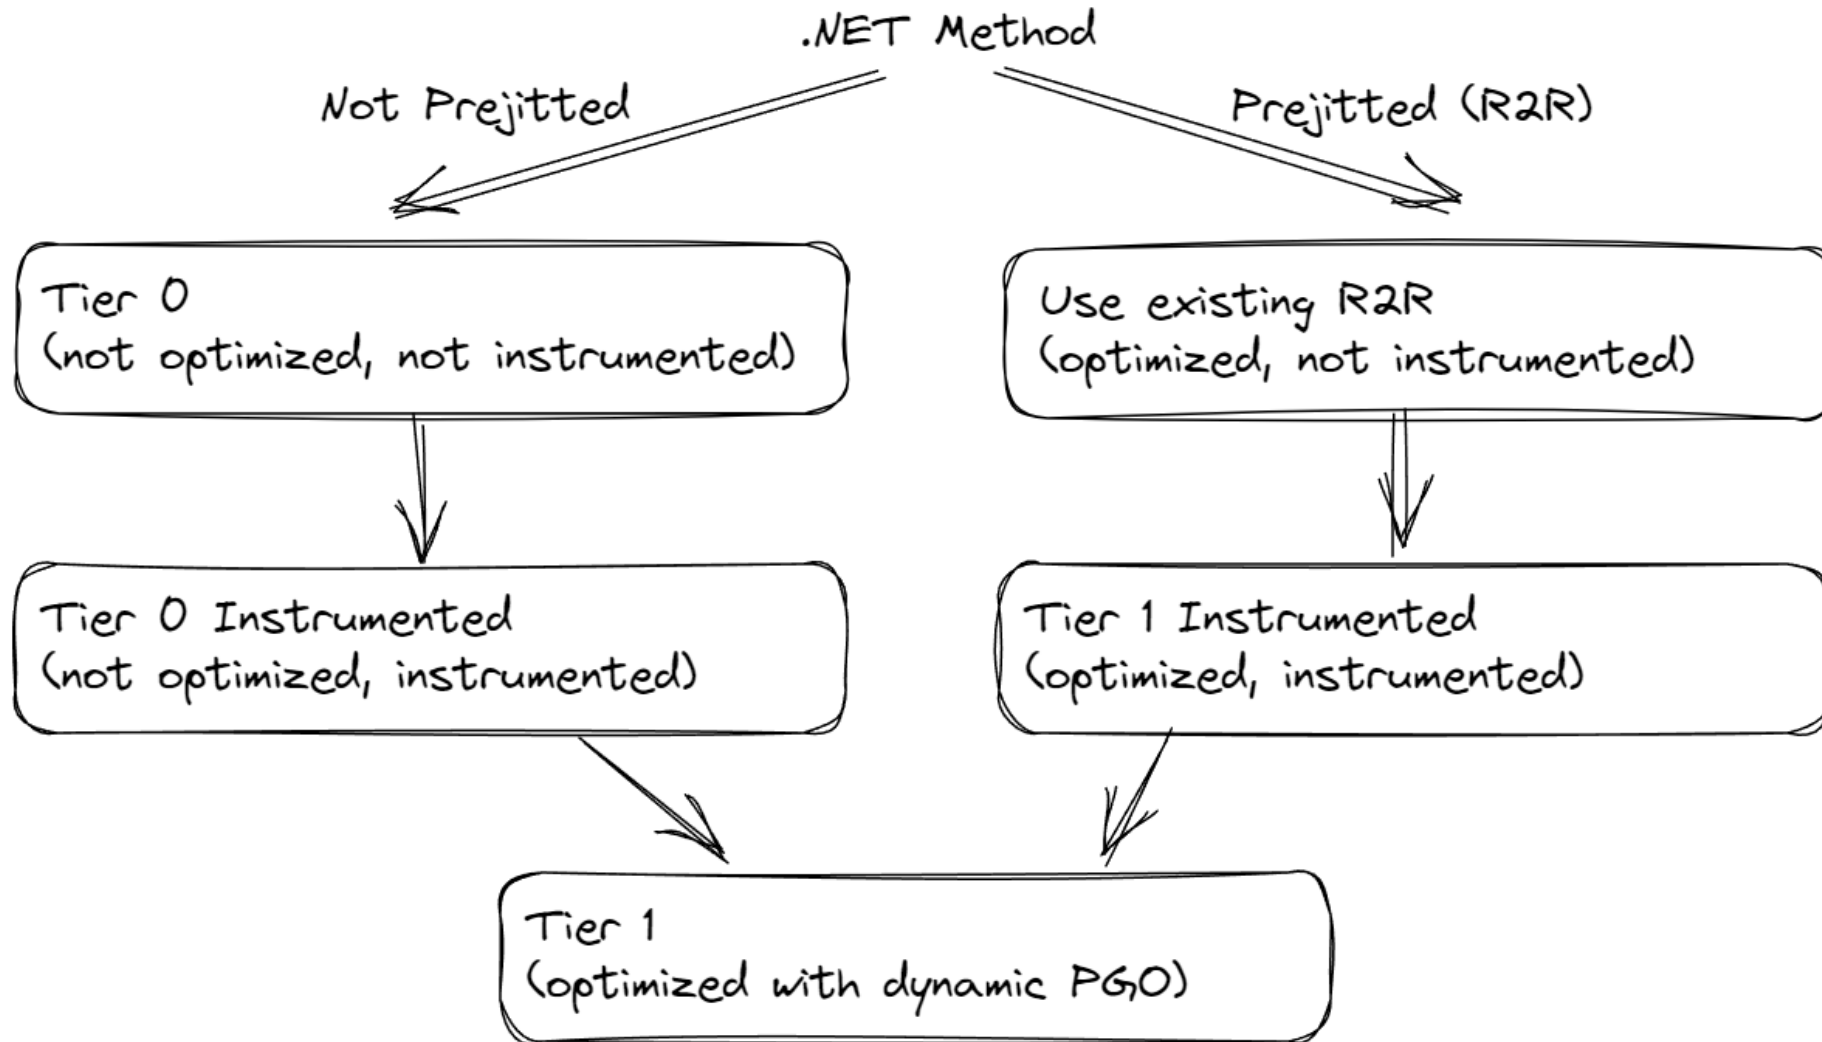 .NET Method
Not Prejitted
Prejitted (R2R)
Tier 0
(not optimized, not instrumented)
Use existing R2R
(optimized, not instrumented)
Tier 0 Instrumented
(not optimized, instrumented)
Tier 1 Instrumented
(optimized, instrumented)
Tier 1
(optimized with dynamic PGO)